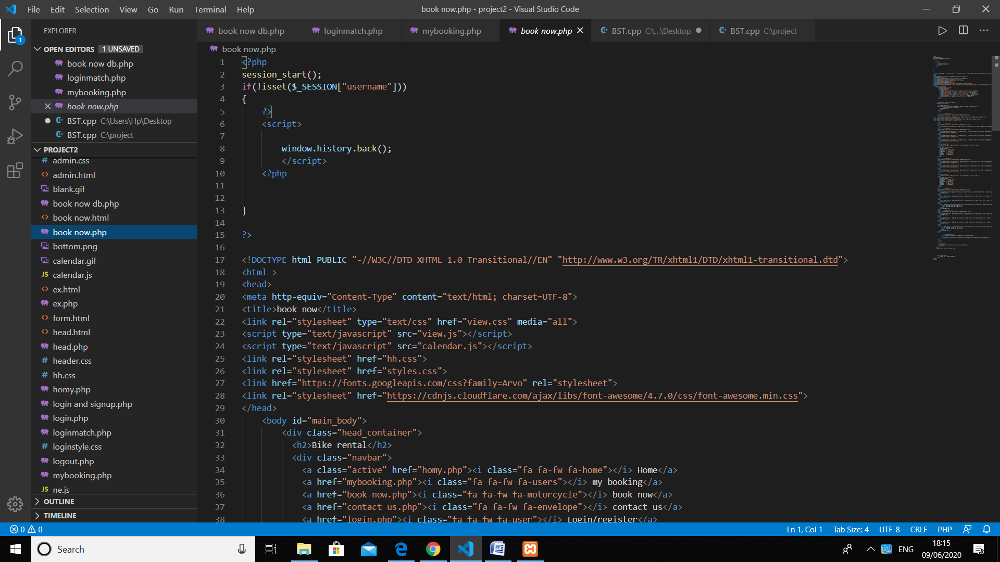 File Edit Selection View Go Run Terminal Help
book now.php - project2 - Visual Studio Code
EXPLORER
OPEN EDITORS 1 UNSAVED
book now db.php
loginmatch.php
mybooking.php
book now.php
BST.cpp C:\Users\Hp\Desktop
BST.cpp C:\project
PROJECT2
admin.css
admin.html
blank.gif
book now db.php
book now.html
book now.php
bottom.png
calendar.gif
calendar.js
ex.html
ex.php
form.html
head.html
head.php
header.css
hh.css
homy.php
login and signup.php
login.php
loginmatch.php
loginstyle.css
logout.php
mybooking.php
ne.js
OUTLINE
TIMELINE
1
book now db.php loginmatch.php mybooking.php book now.php BST.cpp C:\...\Desktop BST.cpp C:\project
book now.php
1 <?php
2 session_start();
3 if(!isset($_SESSION["username"]))
4 {
5 ?>
6 <script>
7
8 window.history.back();
9 </script>
10 <?php
11
12
13 }
14
15 ?>
16
17 <!DOCTYPE html PUBLIC "-//W3C//DTD XHTML 1.0 Transitional//EN" "http://www.w3.org/TR/xhtml1/DTD/xhtml1-transitional.dtd">
18 <html >
19 <head>
20 <meta http-equiv="Content-Type" content="text/html; charset=UTF-8">
21 <title>book now</title>
22 <link rel="stylesheet" type="text/css" href="view.css" media="all">
23 <script type="text/javascript" src="view.js"></script>
24 <script type="text/javascript" src="calendar.js"></script>
25 <link rel="stylesheet" href="hh.css">
26 <link rel="stylesheet" href="styles.css">
27 <link href="https://fonts.googleapis.com/css?family=Arvo" rel="stylesheet">
28 <link rel="stylesheet" href="https://cdnjs.cloudflare.com/ajax/libs/font-awesome/4.7.0/css/font-awesome.min.css">
29 </head>
30 <body id="main_body">
31 <div class="head_container">
32 <h2>Bike rental</h2>
33 <div class="navbar">
34 <a class="active" href="homy.php"><i class="fa fa-fw fa-home"></i> Home</a>
35 <a href="mybooking.php"><i class="fa fa-fw fa-users"></i> my booking</a>
36 <a href="book now.php"><i class="fa fa-fw fa-motorcycle"></i> book now</a>
37 <a href="contact us.php"><i class="fa fa-fw fa-envelope"></i> contact us</a>
38 <a href="login.php"><i class="fa fa-fw fa-user"></i> Login/register</a>
0 0
Ln 1, Col 1 Tab Size: 4 UTF-8 CRLF PHP
Search
ENG
18:15
09/06/2020